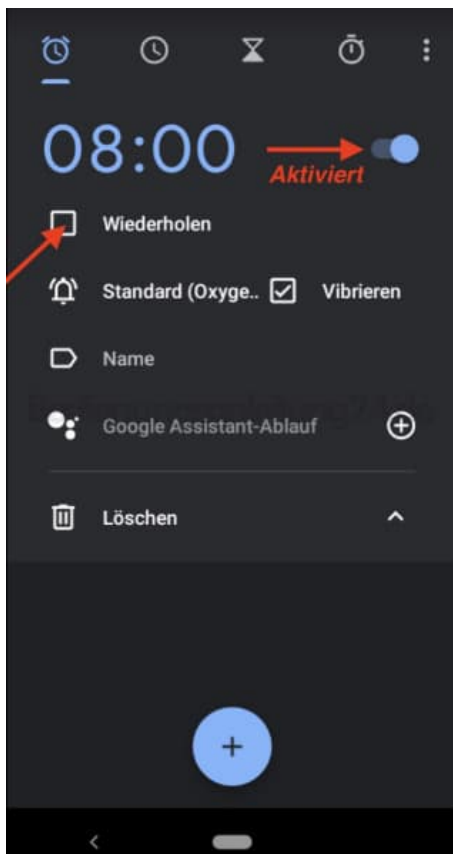 08:00
Aktiviert
Wiederholen
Standard (Oxyge.. Vibrieren
Name
Google Assistant-Ablauf
Löschen